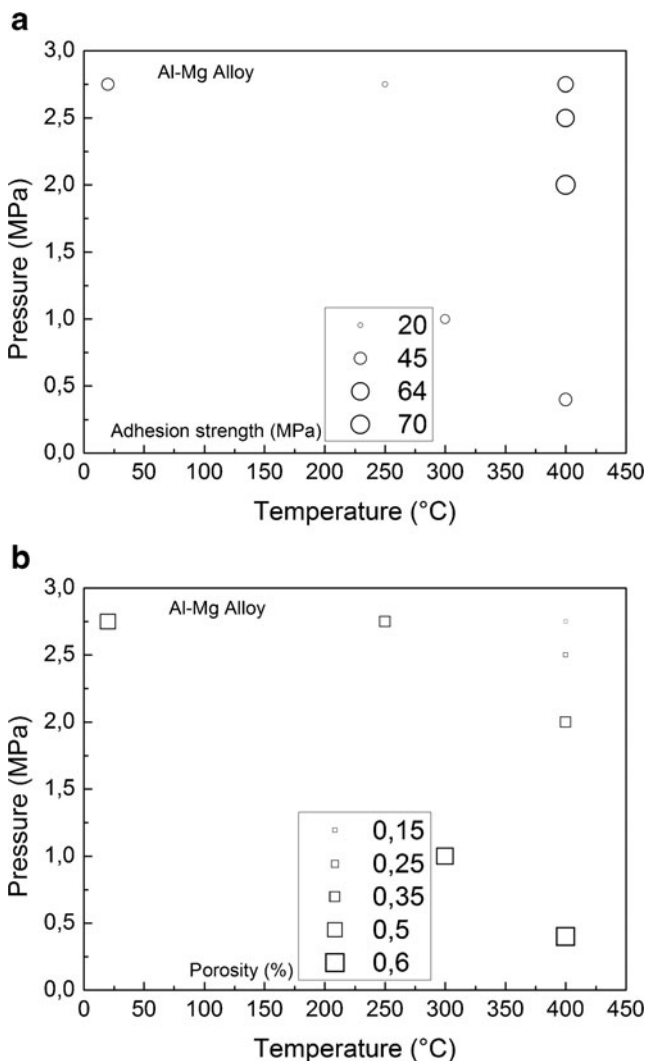 a
3,0
Al-Mg Alloy
2,5
2,0
1,5
1,0
0,5
0,0
Pressure (MPa)
20
45
64
70
Adhesion strength (MPa)
0 50 100 150 200 250 300 350 400 450
Temperature (°C)
b
3,0
Al-Mg Alloy
2,5
2,0
1,5
1,0
0,5
0,0
Pressure (MPa)
0,15
0,25
0,35
0,5
0,6
Porosity (%)
0 50 100 150 200 250 300 350 400 450
Temperature (°C)